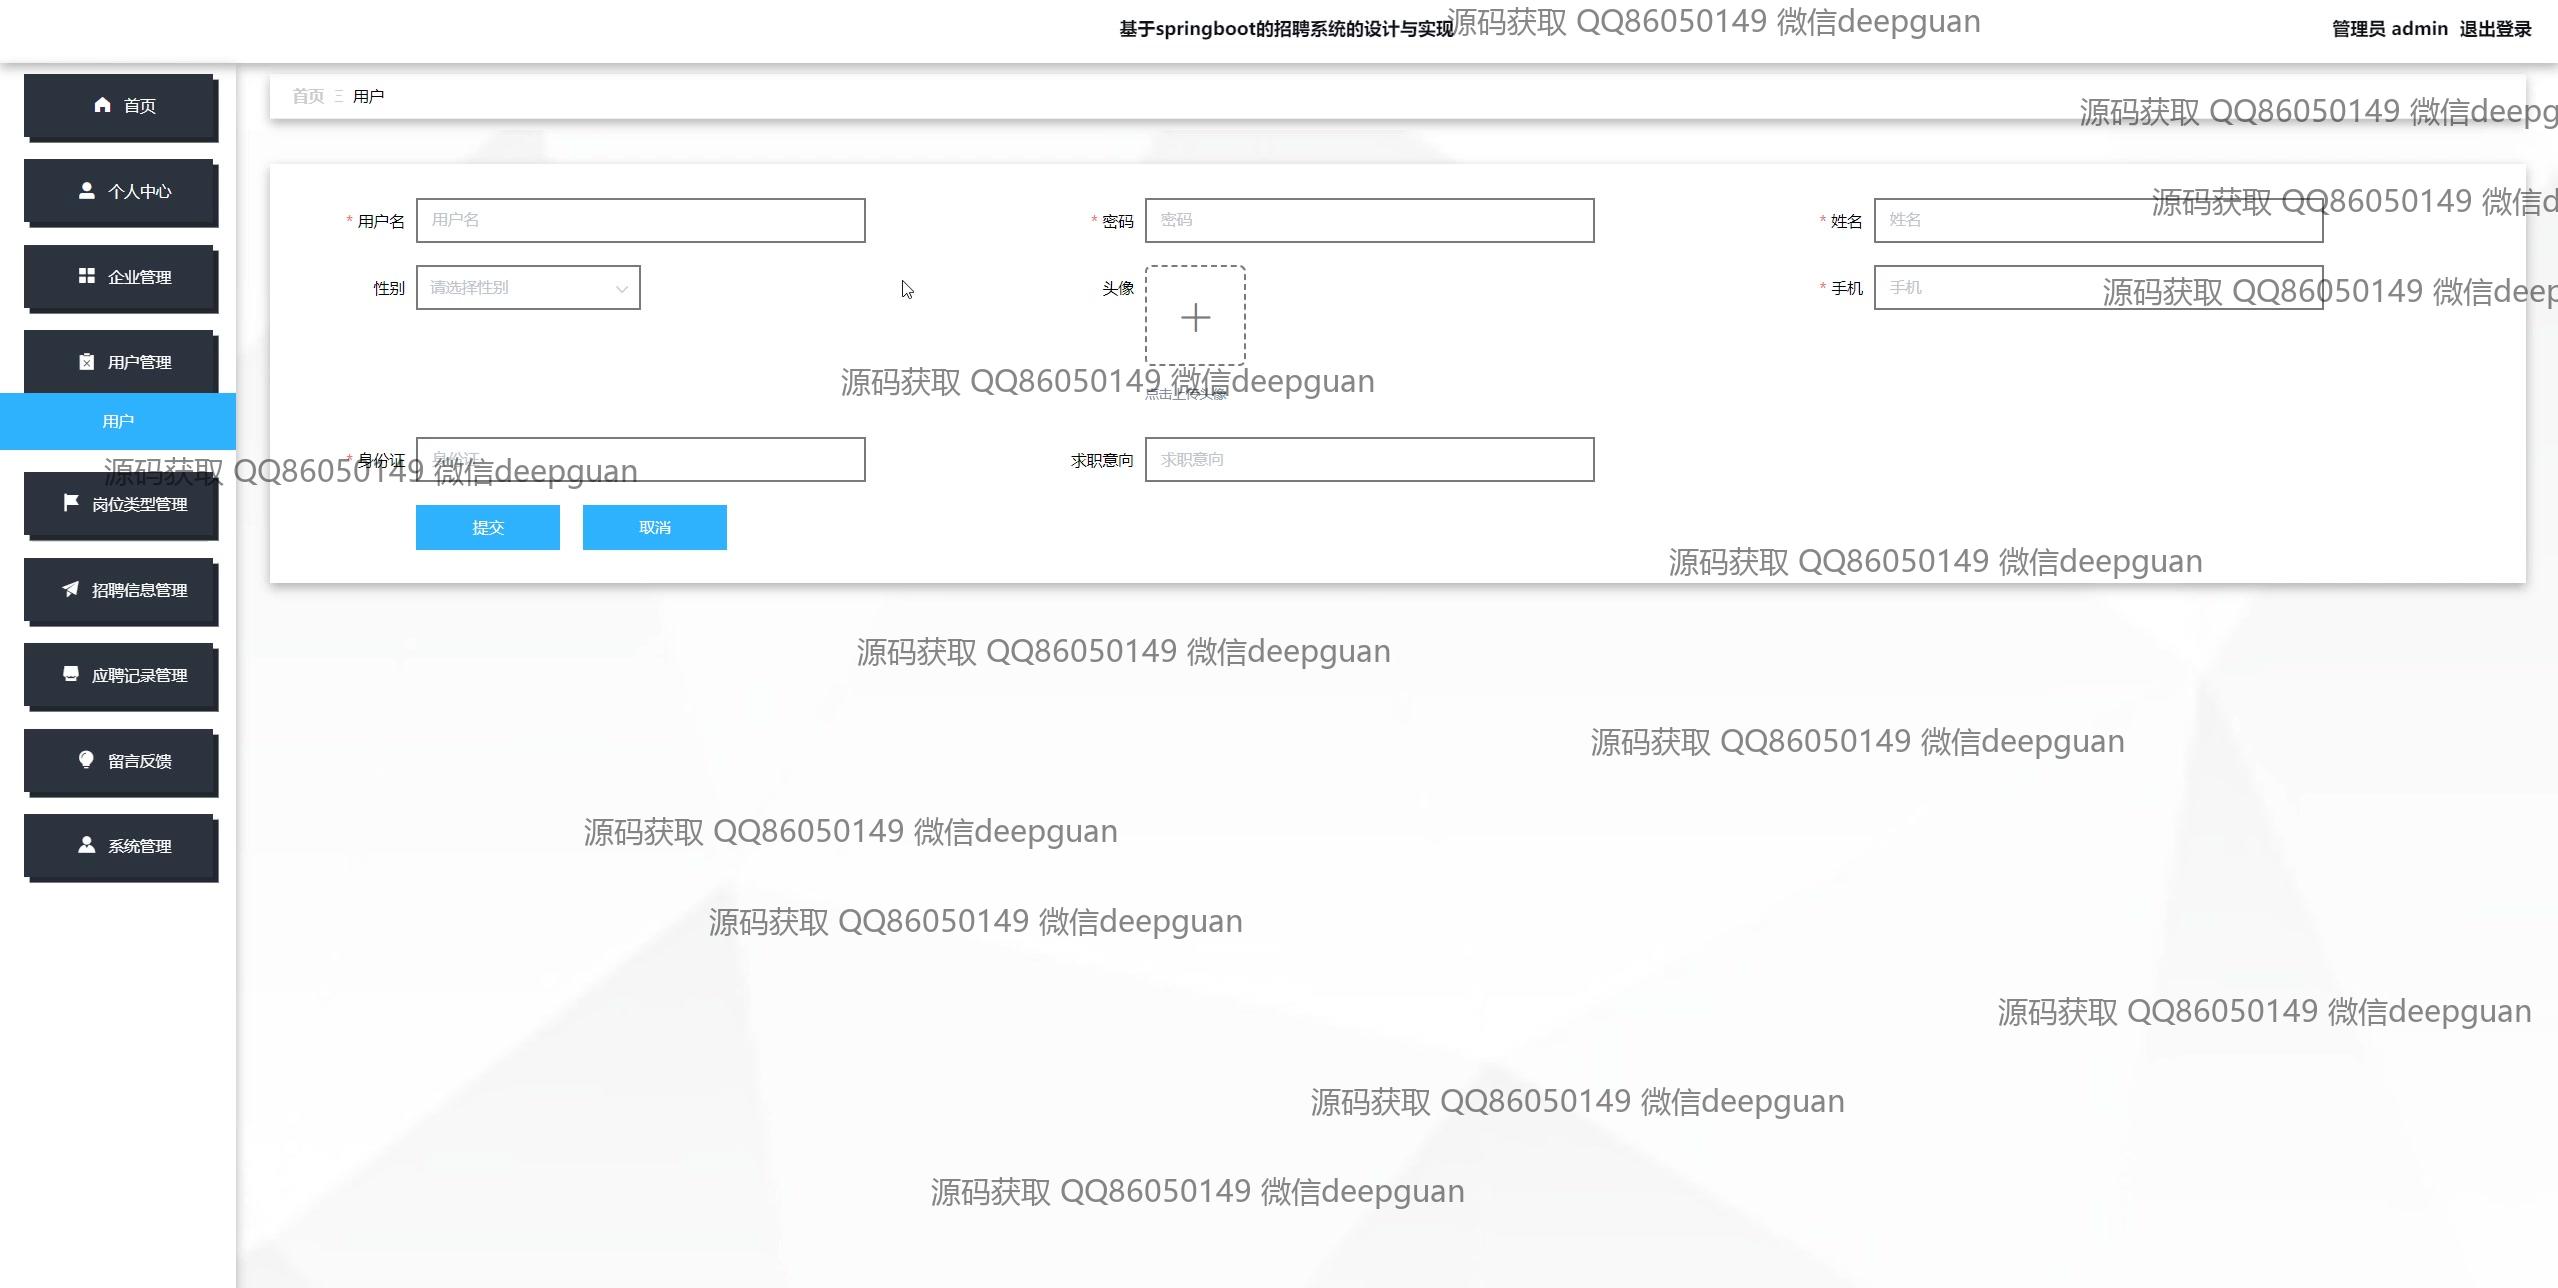 基于springboot的招聘系统的设计与实现
源码获取 QQ86050149 微信deepguan
管理员 admin 退出登录
首页
首页 用户
源码获取 QQ86050149 微信deepg
个人中心
* 用户名 用户名
* 密码 密码
* 姓名 姓名
源码获取 QQ86050149 微信d
企业管理
性别 请选择性别
头像
* 手机 手机
源码获取 QQ86050149 微信deep
用户管理
源码获取 QQ86050149 微信deepguan
点击上传头像
用户
* 身份证 身份证
求职意向 求职意向
源码获取 QQ86050149 微信deepguan
岗位类型管理
提交 取消
源码获取 QQ86050149 微信deepguan
招聘信息管理
源码获取 QQ86050149 微信deepguan
应聘记录管理
源码获取 QQ86050149 微信deepguan
留言反馈
源码获取 QQ86050149 微信deepguan
系统管理
源码获取 QQ86050149 微信deepguan
源码获取 QQ86050149 微信deepguan
源码获取 QQ86050149 微信deepguan
源码获取 QQ86050149 微信deepguan